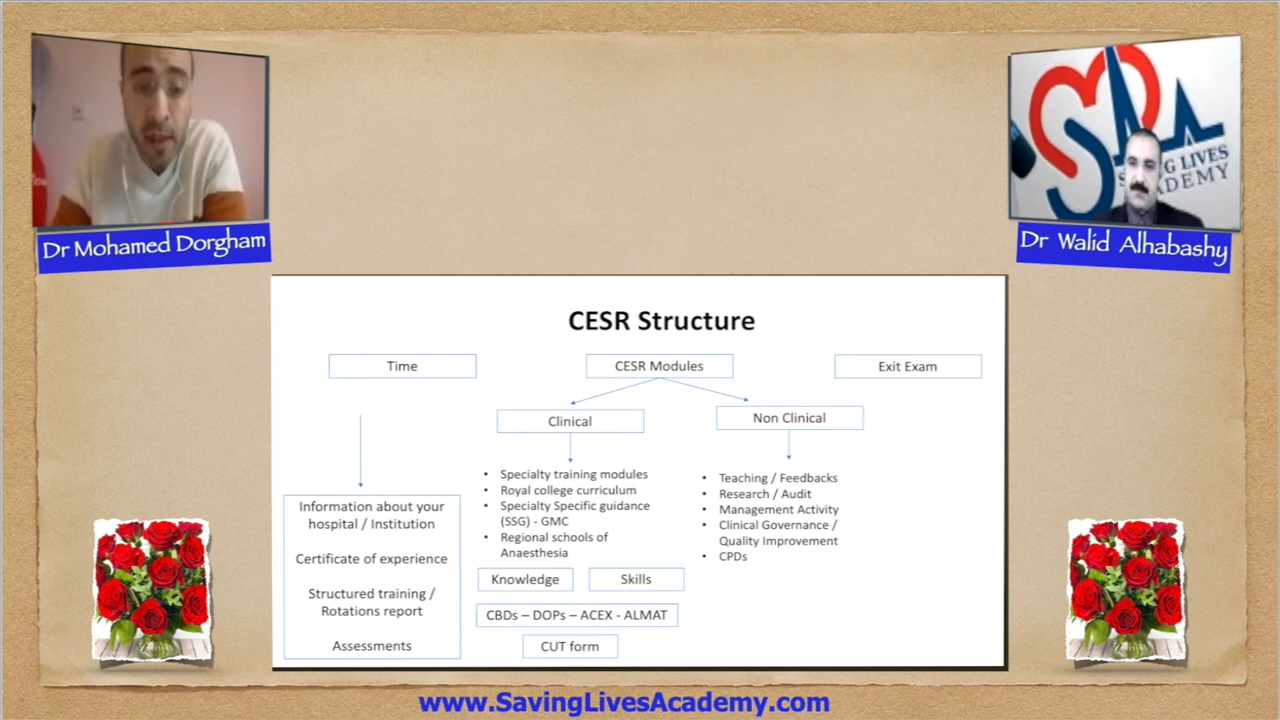 Dr Mohamed Dorgham
SAVING LIVES
ACADEMY
Dr Walid Alhabashy
CESR Structure
Time
CESR Modules
Exit Exam
Clinical
Non Clinical
Information about your
hospital / Institution
Certificate of experience
Structured training /
Rotations report
Assessments
• Specialty training modules
• Royal college curriculum
• Specialty Specific guidance
(SSG) - GMC
• Regional schools of
Anaesthesia
Knowledge
Skills
CBDs – DOPs – ACEX - ALMAT
CUT form
• Teaching / Feedbacks
• Research / Audit
• Management Activity
• Clinical Governance /
Quality Improvement
• CPDs
www.SavingLivesAcademy.com